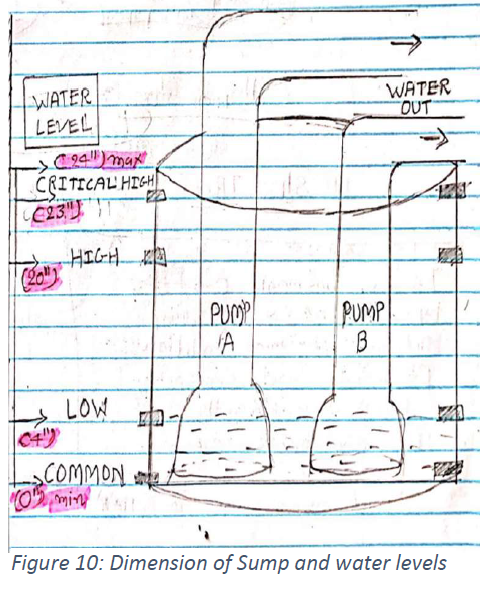 WATER
LEVEL
WATER
OUT
(24") max
CRITICAL HIGH
(23")
HIGH
(20")
PUMP
A
PUMP
B
LOW
(4")
COMMON
(0") min
Figure 10: Dimension of Sump and water levels